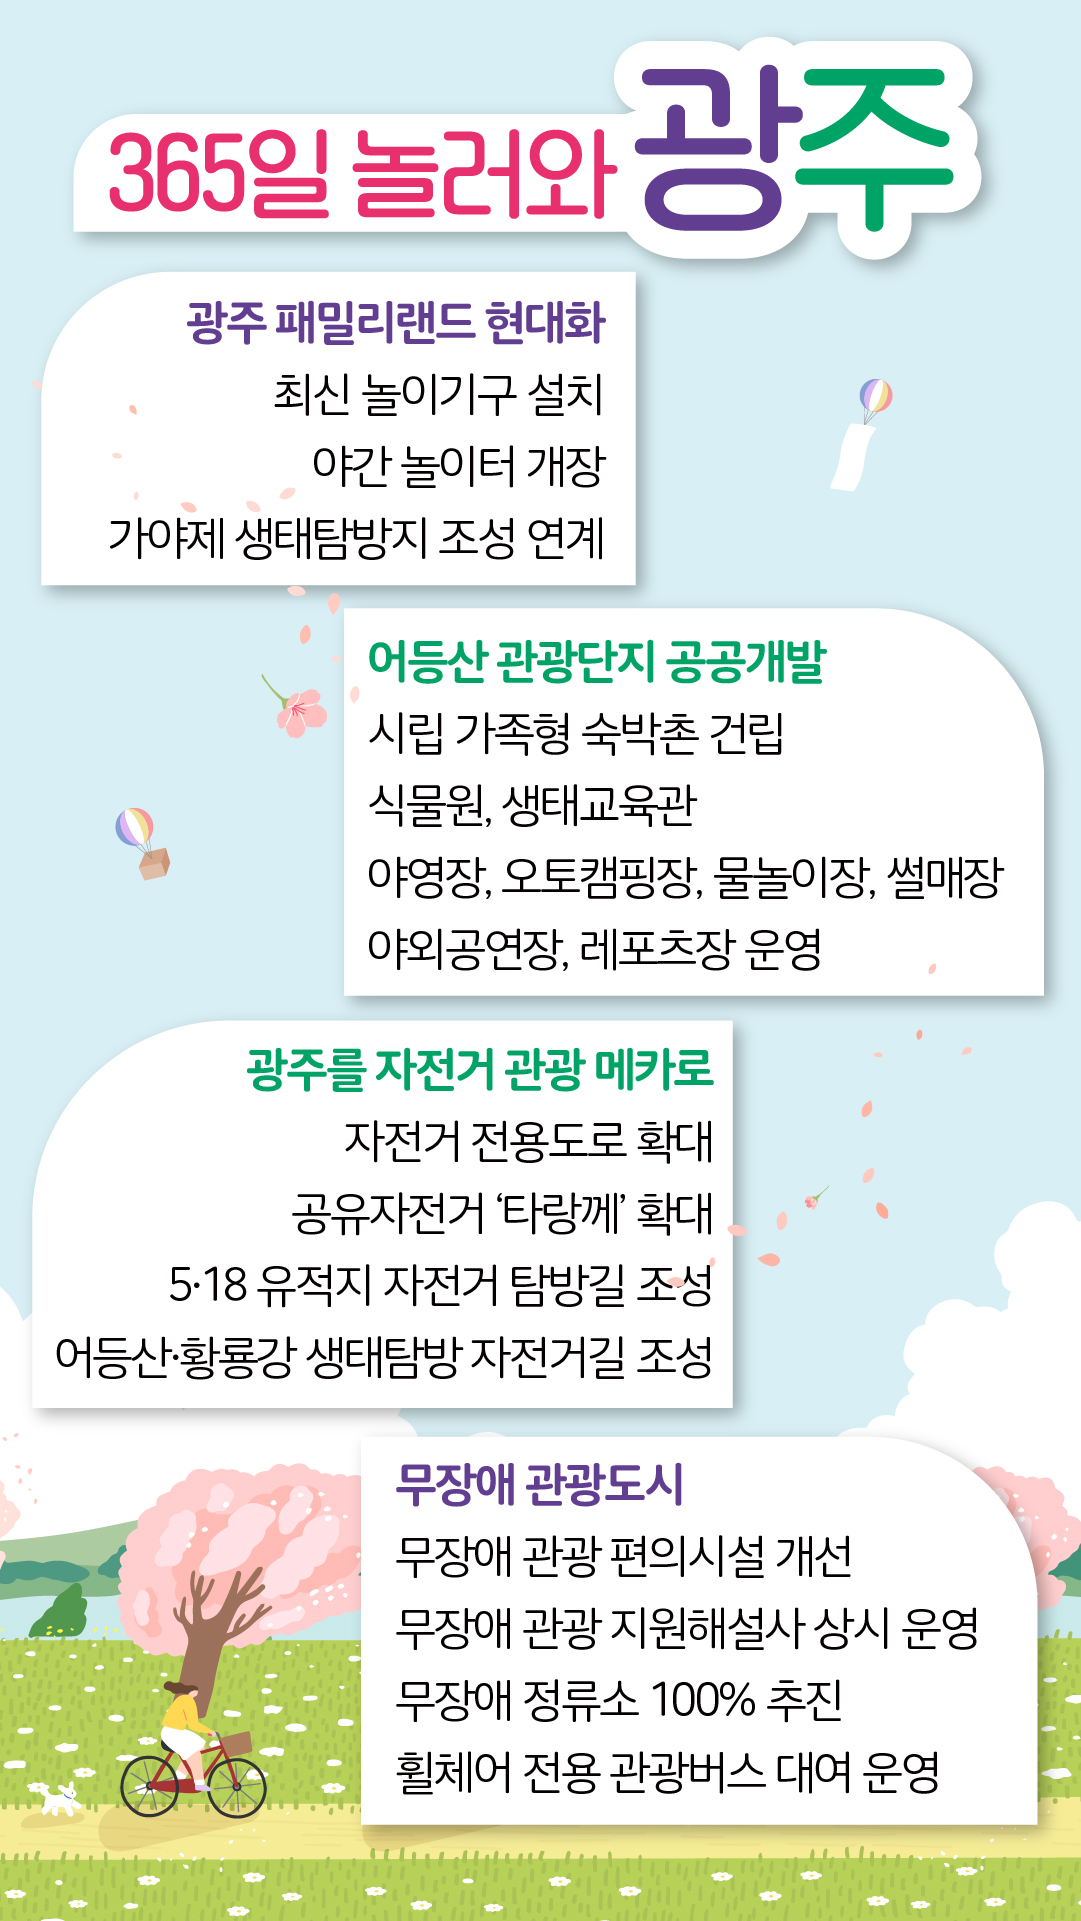 365일 놀러와 광주
광주 패밀리랜드 현대화
최신 놀이기구 설치
야간 놀이터 개장
가야제 생태탐방지 조성 연계
어등산 관광단지 공공개발
시립 가족형 숙박촌 건립
식물원, 생태교육관
야영장, 오토캠핑장, 물놀이장, 썰매장
야외공연장, 레포츠장 운영
광주를 자전거 관광 메카로
자전거 전용도로 확대
공유자전거 ‘타랑께’ 확대
5·18 유적지 자전거 탐방길 조성
어등산·황룡강 생태탐방 자전거길 조성
무장애 관광도시
무장애 관광 편의시설 개선
무장애 관광 지원해설사 상시 운영
무장애 정류소 100% 추진
휠체어 전용 관광버스 대여 운영